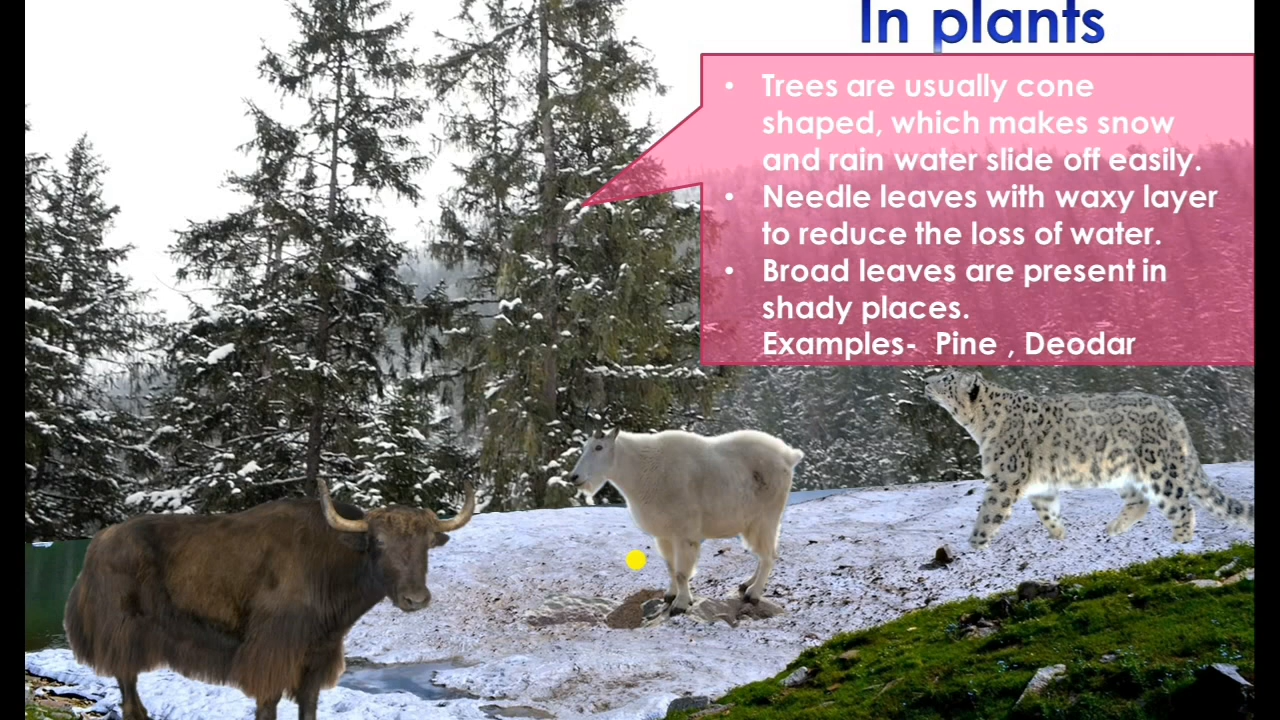 In plants
• Trees are usually cone
shaped, which makes snow
and rain water slide off easily.
• Needle leaves with waxy layer
to reduce the loss of water.
• Broad leaves are present in
shady places.
Examples- Pine , Deodar